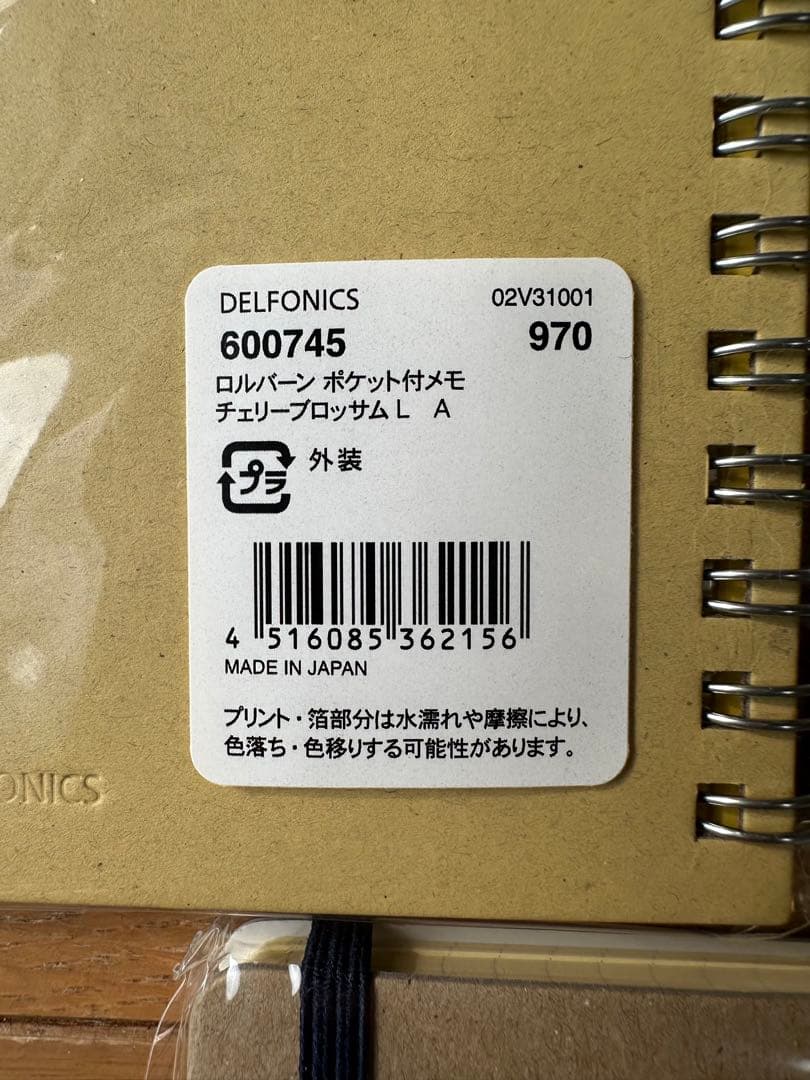 DELFONICS 02V31001
600745 970
ロルバーン ポケット付メモ
チェリーブロッサムL A
プラ 外装
4 516085 362156
MADE IN JAPAN
プリント・箔部分は水濡れや摩擦により、
色落ち・色移りする可能性があります。
ONICS